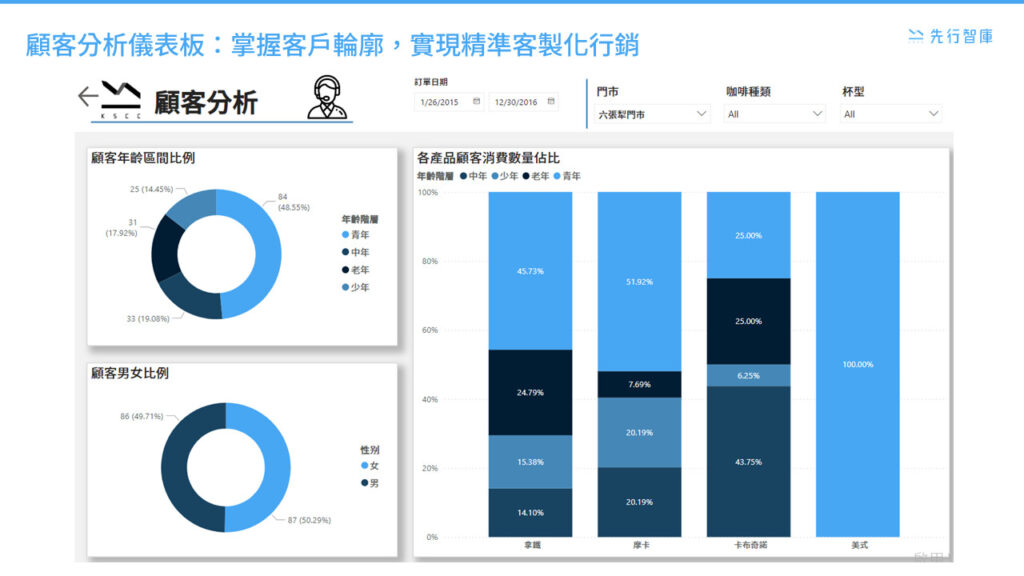 顧客分析儀表板：掌握客戶輪廓，實現精準客製化行銷
先行智庫
KSCC
顧客分析
訂單日期
1/26/2015
12/30/2016
門市
六張犁門市
咖啡種類
All
杯型
All
顧客年齡區間比例
25 (14.45%)
84
(48.55%)
31
(17.92%)
33 (19.08%)
年齡階層
青年
中年
老年
少年
顧客男女比例
86 (49.71%)
87 (50.29%)
性別
女
男
各產品顧客消費數量佔比
年齡階層 中年 少年 老年 青年
100%
80%
60%
40%
20%
0%
45.73%
24.79%
15.38%
14.10%
51.92%
7.69%
20.19%
20.19%
25.00%
25.00%
6.25%
43.75%
100.00%
拿鐵
摩卡
卡布奇諾
美式